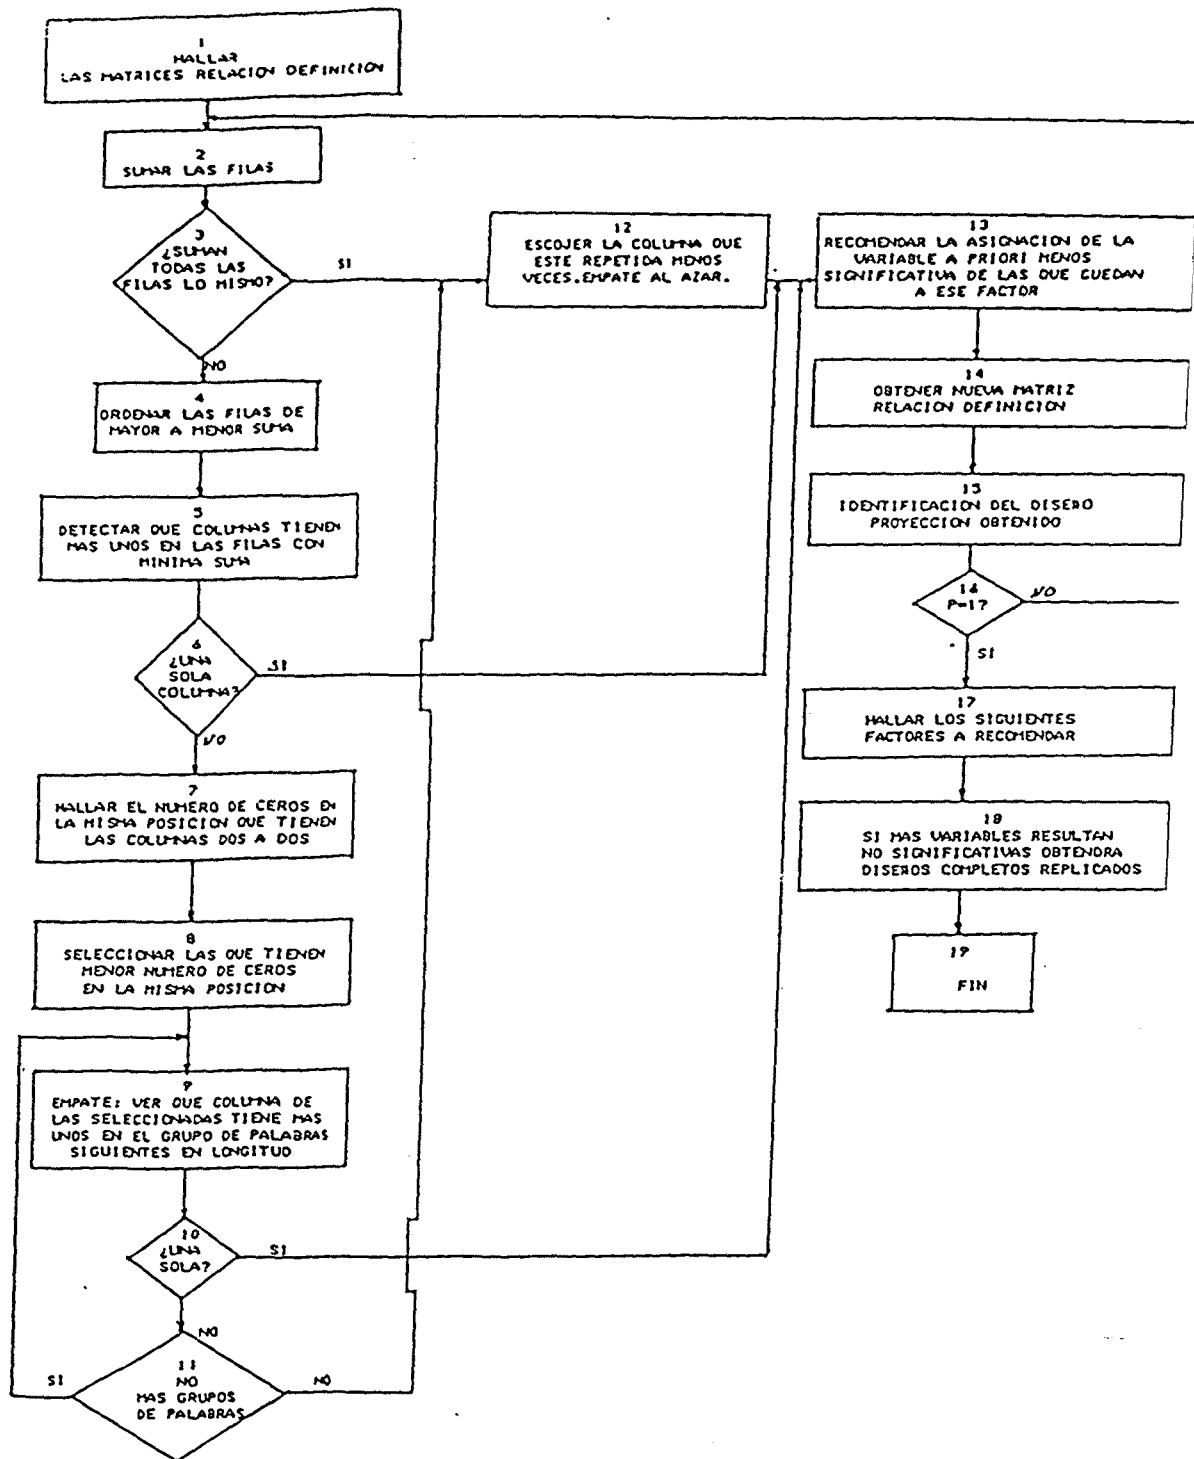 1
HALLAR
LAS MATRICES RELACION DEFINICION
2
SUMAR LAS FILAS
3
¿SUMAN
TODAS LAS
FILAS LO MISMO?
SI
NO
4
ORDENAR LAS FILAS DE
MAYOR A MENOR SUMA
5
DETECTAR QUE COLUMNAS TIENEN
MAS UNOS EN LAS FILAS CON
MINIMA SUMA
6
¿UNA
SOLA
COLUMNA?
SI
NO
7
HALLAR EL NUMERO DE CEROS EN
LA MISMA POSICION QUE TIENEN
LAS COLUMNAS DOS A DOS
8
SELECCIONAR LAS QUE TIENEN
MENOR NUMERO DE CEROS
EN LA MISMA POSICION
9
EMPATE: VER QUE COLUMNA DE
LAS SELECCIONADAS TIENE MAS
UNOS EN EL GRUPO DE PALABRAS
SIGUIENTES EN LONGITUD
10
¿UNA
SOLA?
SI
NO
11
NO
MAS GRUPOS
DE PALABRAS
SI
NO
12
ESCOJER LA COLUMNA QUE
ESTE REPETIDA MENOS
VECES.EMPATE AL AZAR.
13
RECOMENDAR LA ASIGNACION DE LA
VARIABLE A PRIORI MENOS
SIGNIFICATIVA DE LAS QUE QUEDAN
A ESE FACTOR
14
OBTENER NUEVA MATRIZ
RELACION DEFINICION
15
IDENTIFICACION DEL DISEÑO
PROYECCION OBTENIDO
16
P=1?
NO
SI
17
HALLAR LOS SIGUIENTES
FACTORES A RECOMENDAR
18
SI MAS VARIABLES RESULTAN
NO SIGNIFICATIVAS OBTENDRA
DISEÑOS COMPLETOS REPLICADOS
19
FIN